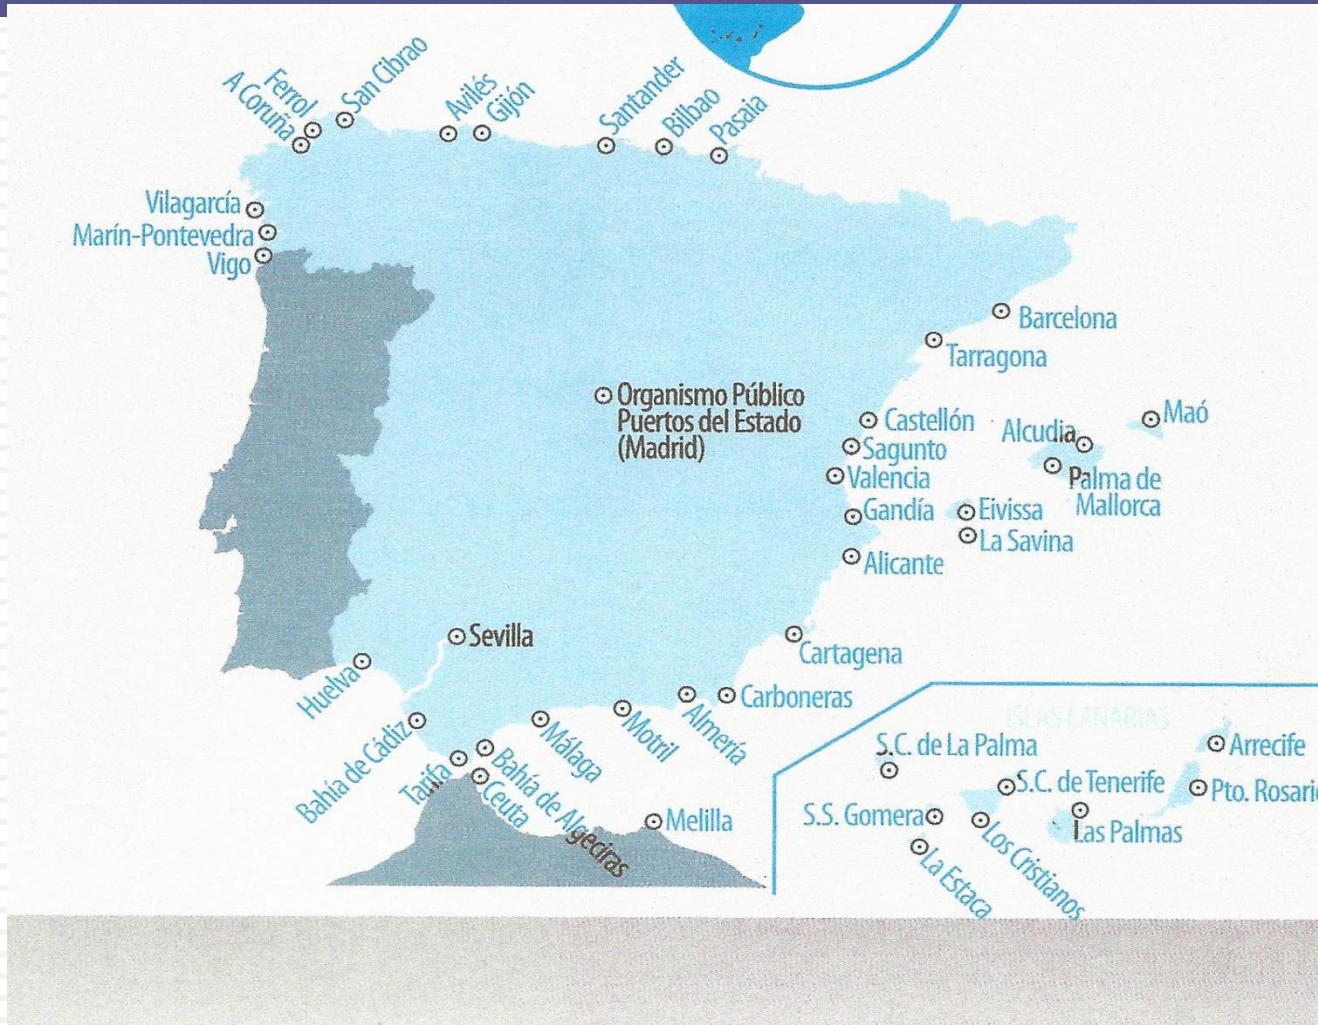 San Cibrao
Ferrol
A Coruña
Avilés
Gijón
Santander
Bilbao
Pasaia
Vilagarcía
Marín-Pontevedra
Vigo
Barcelona
Tarragona
Organismo Público
Puertos del Estado
(Madrid)
Castellón
Sagunto
Valencia
Gandía
Alicante
Alcudia
Maó
Palma de
Mallorca
Eivissa
La Savina
Sevilla
Cartagena
Carboneras
Huelva
Bahía de Cádiz
Tarifa
Bahía de Algeciras
Ceuta
Málaga
Motril
Almería
Melilla
ISLAS CANARIAS
S.C. de La Palma
Arrecife
S.C. de Tenerife
Pto. Rosario
S.S. Gomera
Los Cristianos
Las Palmas
La Estaca